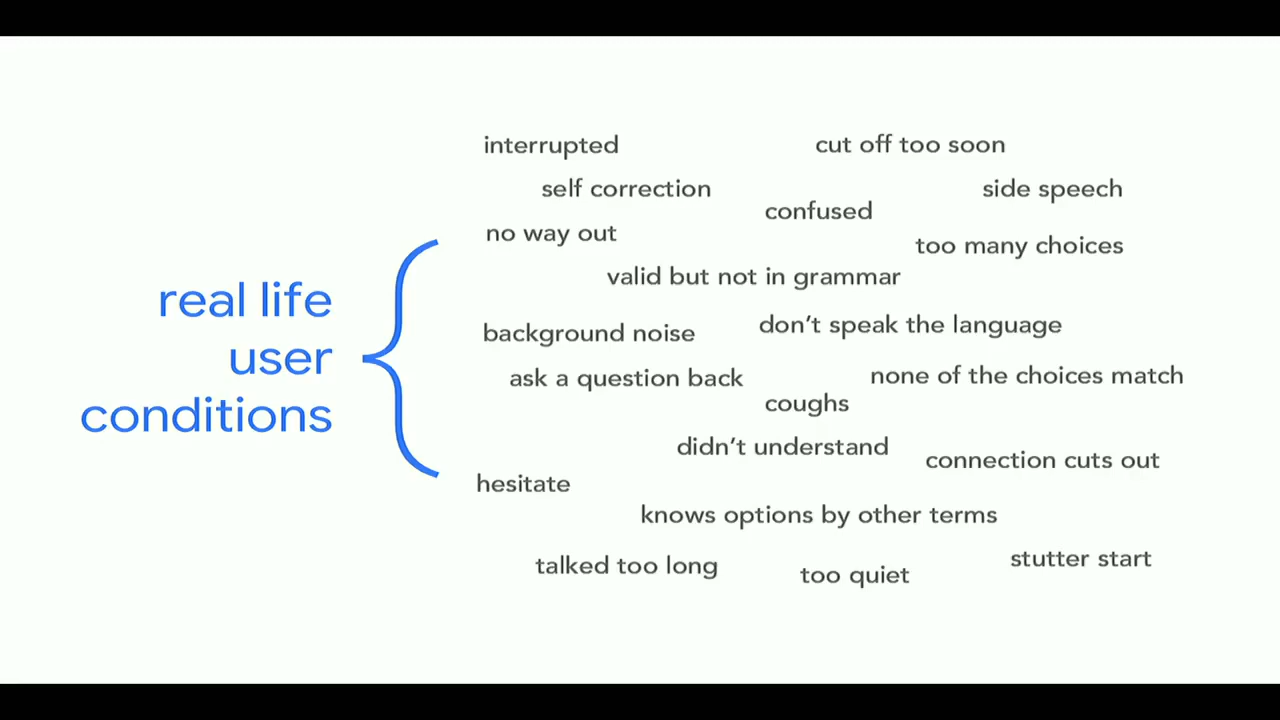 real life
user
conditions
interrupted
cut off too soon
self correction
side speech
confused
no way out
too many choices
valid but not in grammar
don’t speak the language
background noise
none of the choices match
ask a question back
coughs
didn’t understand
connection cuts out
hesitate
knows options by other terms
stutter start
talked too long
too quiet